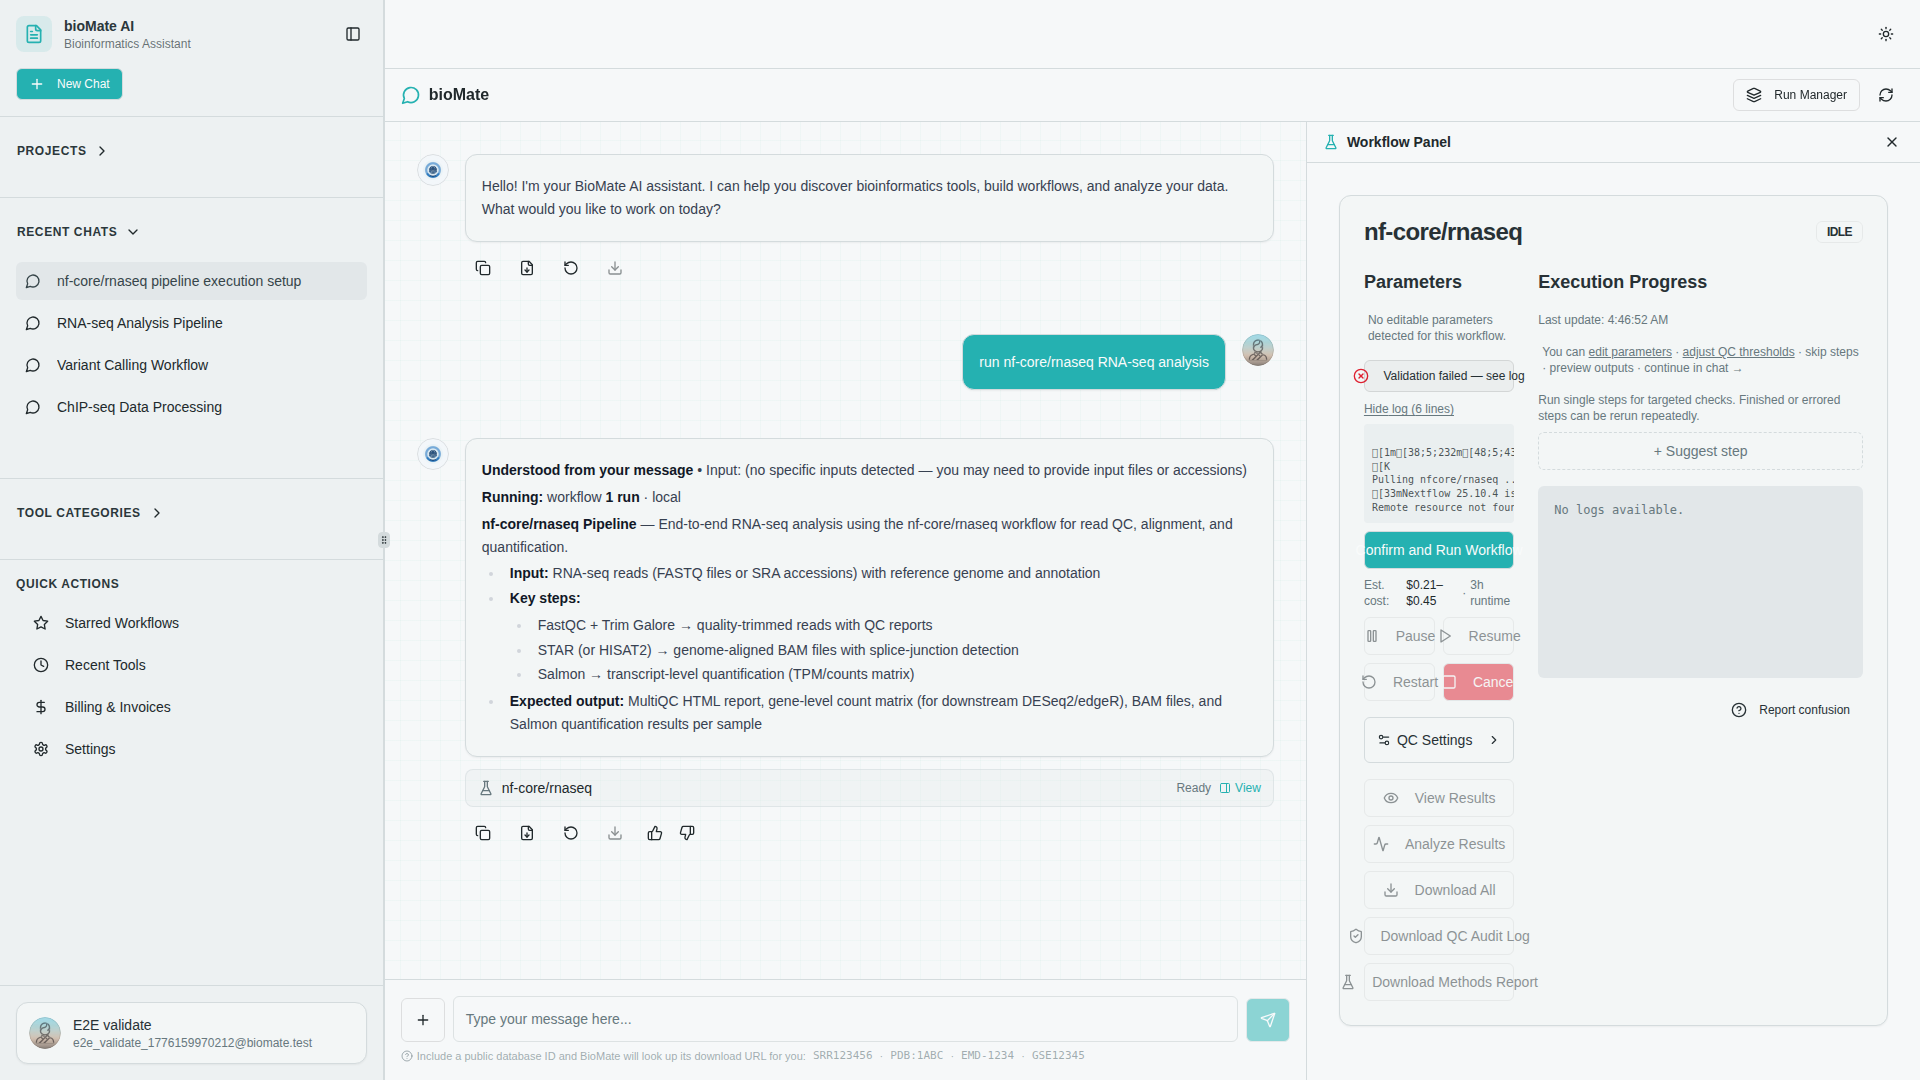 bioMate AI
Bioinformatics Assistant
New Chat
PROJECTS
RECENT CHATS
nf-core/rnaseq pipeline execution setup
RNA-seq Analysis Pipeline
Variant Calling Workflow
ChIP-seq Data Processing
TOOL CATEGORIES
QUICK ACTIONS
Starred Workflows
Recent Tools
Billing & Invoices
Settings
E2E validate
e2e_validate_1776159970212@biomate.test
bioMate
Run Manager
Hello! I'm your BioMate AI assistant. I can help you discover bioinformatics tools, build workflows, and analyze your data.
What would you like to work on today?
run nf-core/rnaseq RNA-seq analysis
Understood from your message • Input: (no specific inputs detected — you may need to provide input files or accessions)
Running: workflow 1 run · local
nf-core/rnaseq Pipeline — End-to-end RNA-seq analysis using the nf-core/rnaseq workflow for read QC, alignment, and
quantification.
Input: RNA-seq reads (FASTQ files or SRA accessions) with reference genome and annotation
Key steps:
FastQC + Trim Galore → quality-trimmed reads with QC reports
STAR (or HISAT2) → genome-aligned BAM files with splice-junction detection
Salmon → transcript-level quantification (TPM/counts matrix)
Expected output: MultiQC HTML report, gene-level count matrix (for downstream DESeq2/edgeR), BAM files, and
Salmon quantification results per sample
nf-core/rnaseq
Ready View
Type your message here...
Include a public database ID and BioMate will look up its download URL for you: SRR123456 · PDB:1ABC · EMD-1234 · GSE12345
Workflow Panel
nf-core/rnaseq
IDLE
Parameters
No editable parameters
detected for this workflow.
Validation failed — see log
Hide log (6 lines)
[1m[38;5;232m[48;5;43
[K
Pulling nfcore/rnaseq ..
[33mNextflow 25.10.4 is
Remote resource not four
onfirm and Run Workflo
Est. cost: $0.21–$0.45 · 3h runtime
Pause
Resume
Restart
Cance
QC Settings
View Results
Analyze Results
Download All
Download QC Audit Log
Download Methods Report
Execution Progress
Last update: 4:46:52 AM
You can edit parameters · adjust QC thresholds · skip steps
· preview outputs · continue in chat →
Run single steps for targeted checks. Finished or errored
steps can be rerun repeatedly.
+ Suggest step
No logs available.
Report confusion